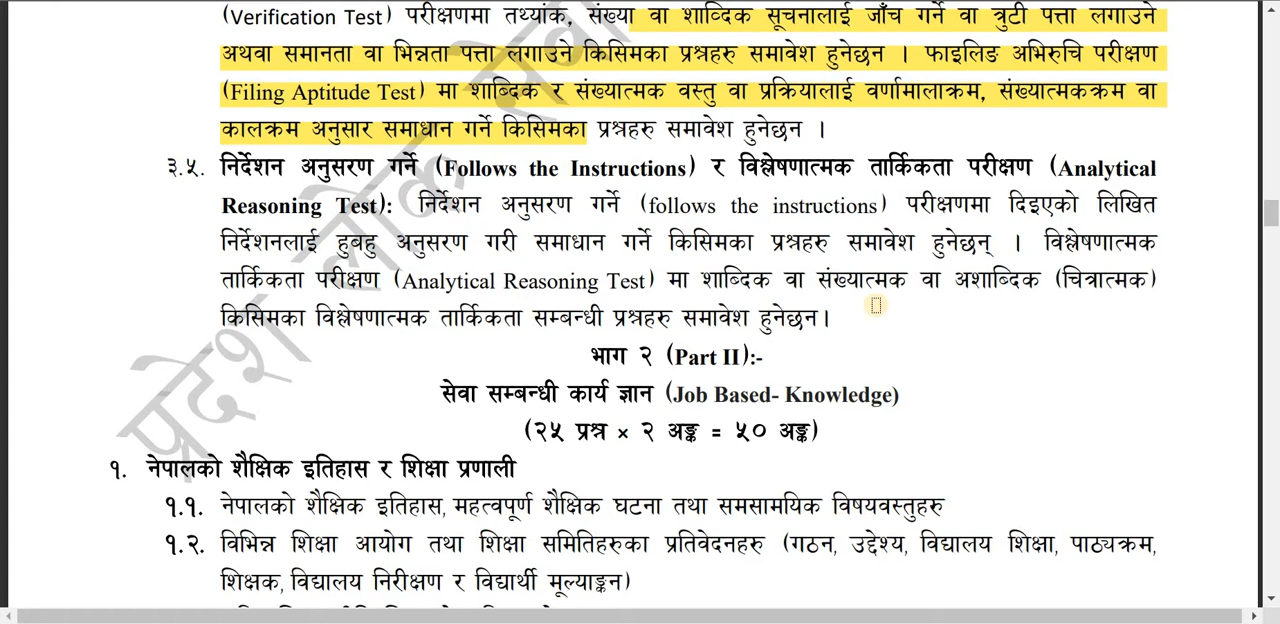 (Verification Test) परीक्षणमा तथ्यांक, संख्या वा शाब्दिक सूचनालाई जाँच गर्ने वा त्रुटी पत्ता लगाउने
अथवा समानता वा भिन्नता पत्ता लगाउने किसिमका प्रश्नहरु समावेश हुनेछन । फाइलिङ अभिरुचि परीक्षण
(Filing Aptitude Test) मा शाब्दिक र संख्यात्मक वस्तु वा प्रक्रियालाई वर्णामालाक्रम, संख्यात्मकक्रम वा
कालक्रम अनुसार समाधान गर्ने किसिमका प्रश्नहरु समावेश हुनेछन ।
३.५. निर्देशन अनुसरण गर्ने (Follows the Instructions) र विश्लेषणात्मक तार्किकता परीक्षण (Analytical
Reasoning Test): निर्देशन अनुसरण गर्ने (follows the instructions) परीक्षणमा दिइएको लिखित
निर्देशनलाई हुबहु अनुसरण गरी समाधान गर्ने किसिमका प्रश्नहरु समावेश हुनेछन् । विश्लेषणात्मक
तार्किकता परीक्षण (Analytical Reasoning Test) मा शाब्दिक वा संख्यात्मक वा अशाब्दिक (चित्रात्मक)
किसिमका विश्लेषणात्मक तार्किकता सम्बन्धी प्रश्नहरु समावेश हुनेछन।
भाग २ (Part II):-
सेवा सम्बन्धी कार्य ज्ञान (Job Based- Knowledge)
(२५ प्रश्न × २ अङ्क = ५० अङ्क)
१. नेपालको शैक्षिक इतिहास र शिक्षा प्रणाली
१.१. नेपालको शैक्षिक इतिहास, महत्वपूर्ण शैक्षिक घटना तथा समसामयिक विषयवस्तुहरु
१.२. विभिन्न शिक्षा आयोग तथा शिक्षा समितिहरुका प्रतिवेदनहरु (गठन, उद्देश्य, विद्यालय शिक्षा, पाठ्यक्रम,
शिक्षक, विद्यालय निरीक्षण र विद्यार्थी मूल्याङ्कन)
प्रदेश लोक सेवा